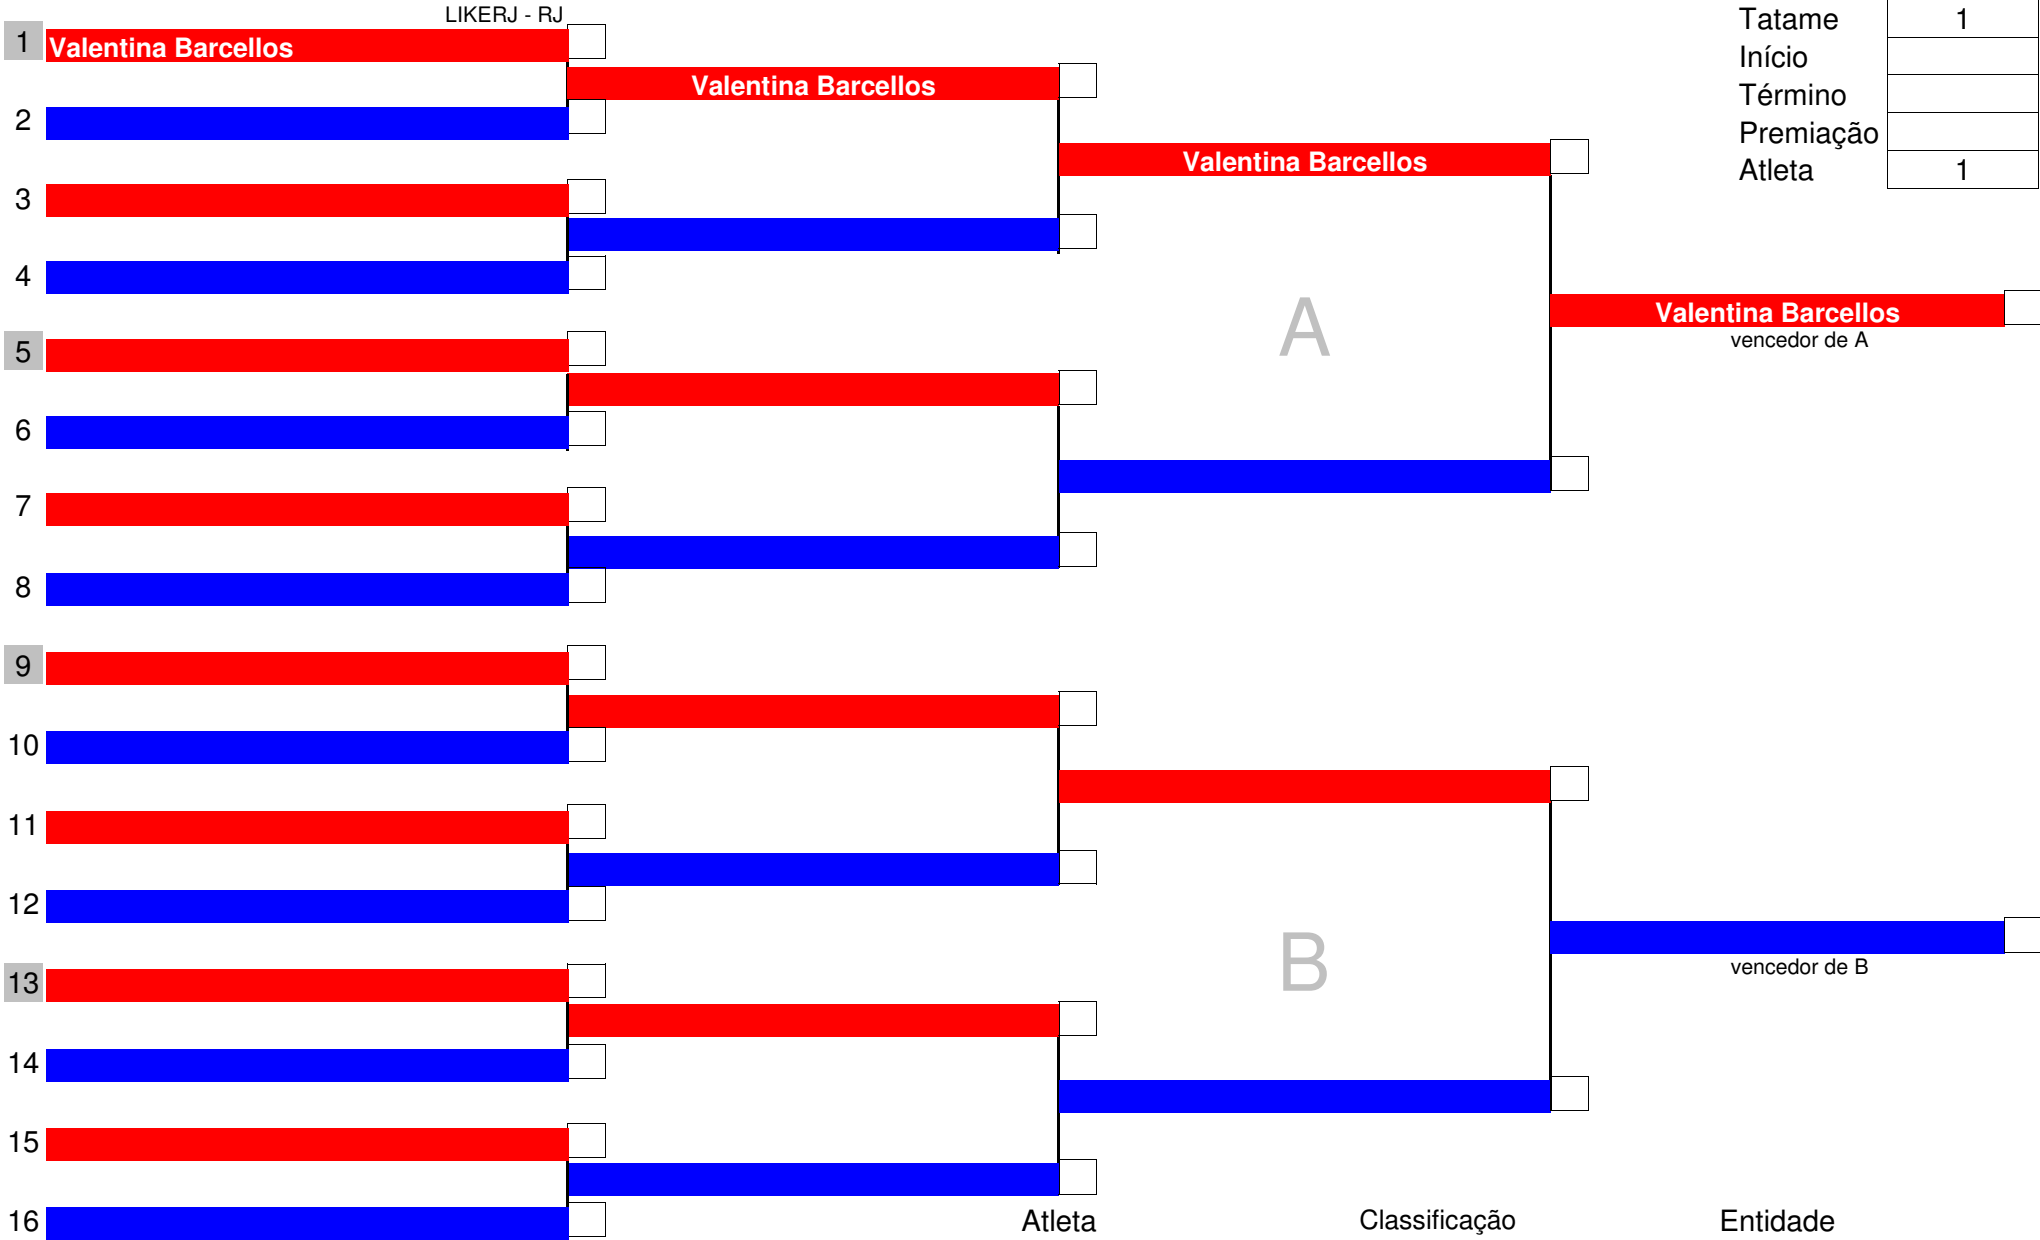 LIKERJ - RJ
Tatame 1
1 Valentina Barcellos
Início
Valentina Barcellos
Término
2
Premiação
Valentina Barcellos
Atleta 1
3
4
A
Valentina Barcellos
vencedor de A
5
6
7
8
9
10
11
12
B
vencedor de B
13
14
15
16
Atleta Classificação Entidade